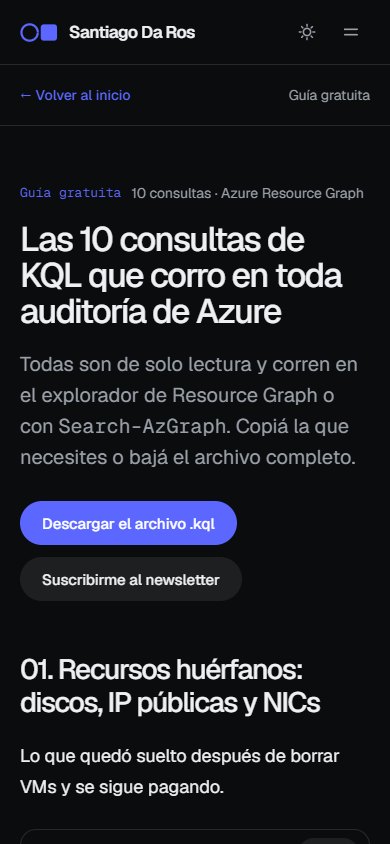 Santiago Da Ros
← Volver al inicio
Guía gratuita
Guía gratuita 10 consultas · Azure Resource Graph
Las 10 consultas de
KQL que corro en toda
auditoría de Azure
Todas son de solo lectura y corren en
el explorador de Resource Graph o
con Search-AzGraph. Copiá la que
necesites o bajá el archivo completo.
Descargar el archivo .kql
Suscribirme al newsletter
01. Recursos huérfanos:
discos, IP públicas y NICs
Lo que quedó suelto después de borrar
VMs y se sigue pagando.